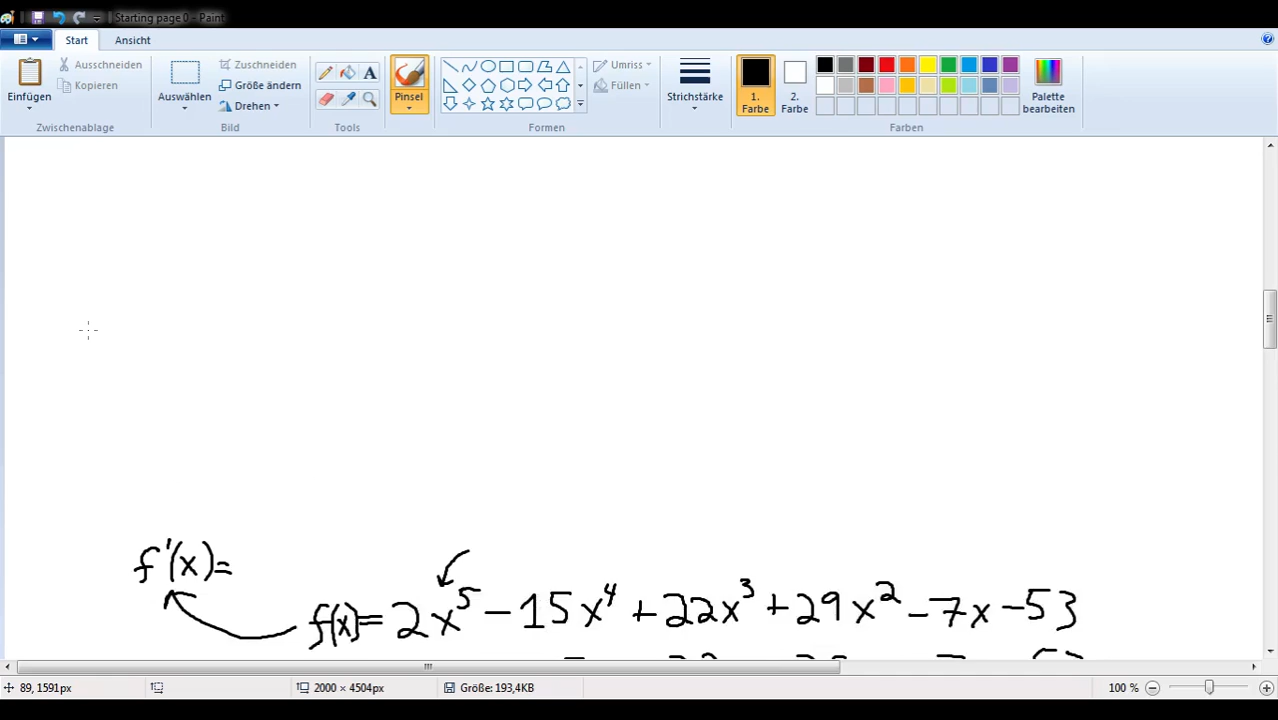 Starting page 0 - Paint
Start Ansicht
Einfügen
Ausschneiden
Kopieren
Zwischenablage
Auswählen
Zuschneiden
Größe ändern
Drehen
Bild
A
Tools
Pinsel
Umriss
Füllen
Formen
Strichstärke
1. Farbe
2. Farbe
Palette bearbeiten
Farben
f'(x)=
f(x)= 2x⁵ - 15x⁴ + 22x³ + 29x² - 7x - 53
89, 1591px
2000 × 4504px
Größe: 193,4KB
100 %